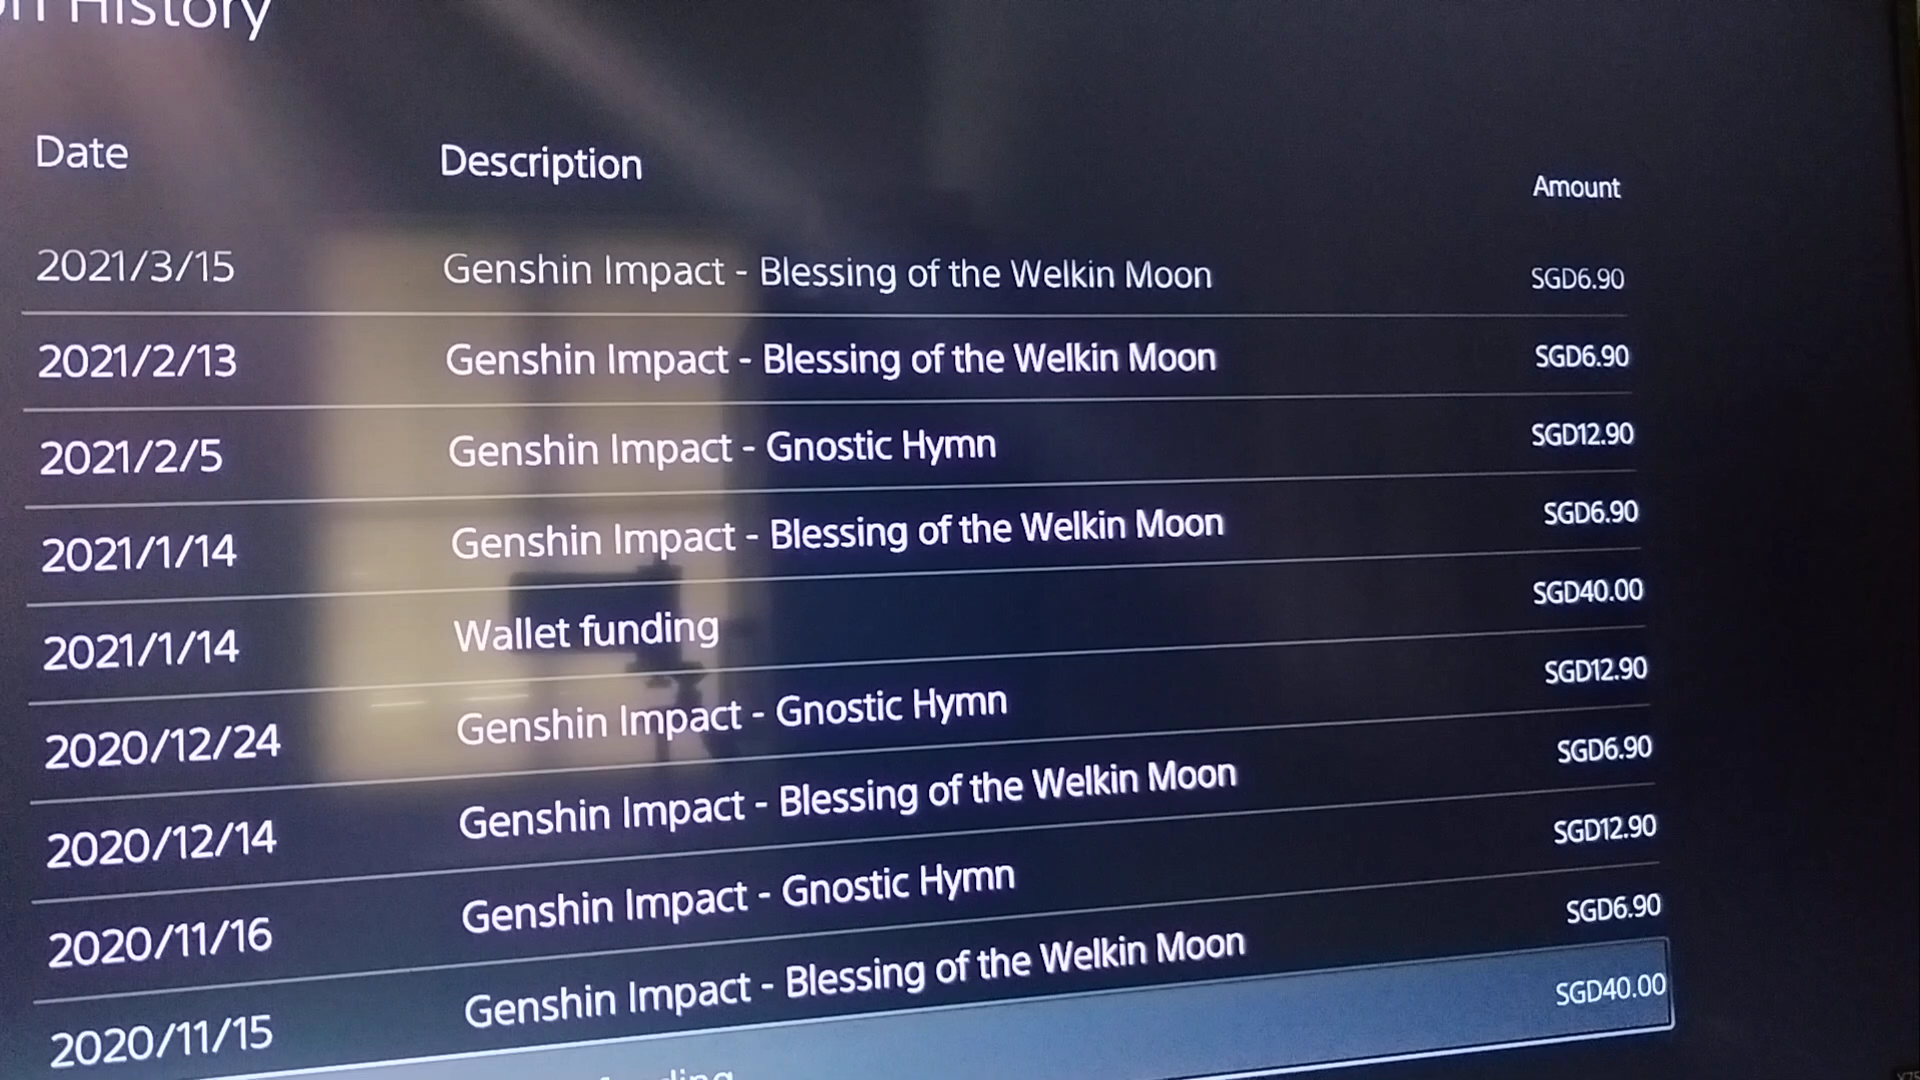 History
Date Description Amount
2021/3/15 Genshin Impact - Blessing of the Welkin Moon SGD6.90
2021/2/13 Genshin Impact - Blessing of the Welkin Moon SGD6.90
2021/2/5 Genshin Impact - Gnostic Hymn SGD12.90
2021/1/14 Genshin Impact - Blessing of the Welkin Moon SGD6.90
2021/1/14 Wallet funding SGD40.00
2020/12/24 Genshin Impact - Gnostic Hymn SGD12.90
2020/12/14 Genshin Impact - Blessing of the Welkin Moon SGD6.90
2020/11/16 Genshin Impact - Gnostic Hymn SGD12.90
2020/11/15 Genshin Impact - Blessing of the Welkin Moon SGD6.90
SGD40.00